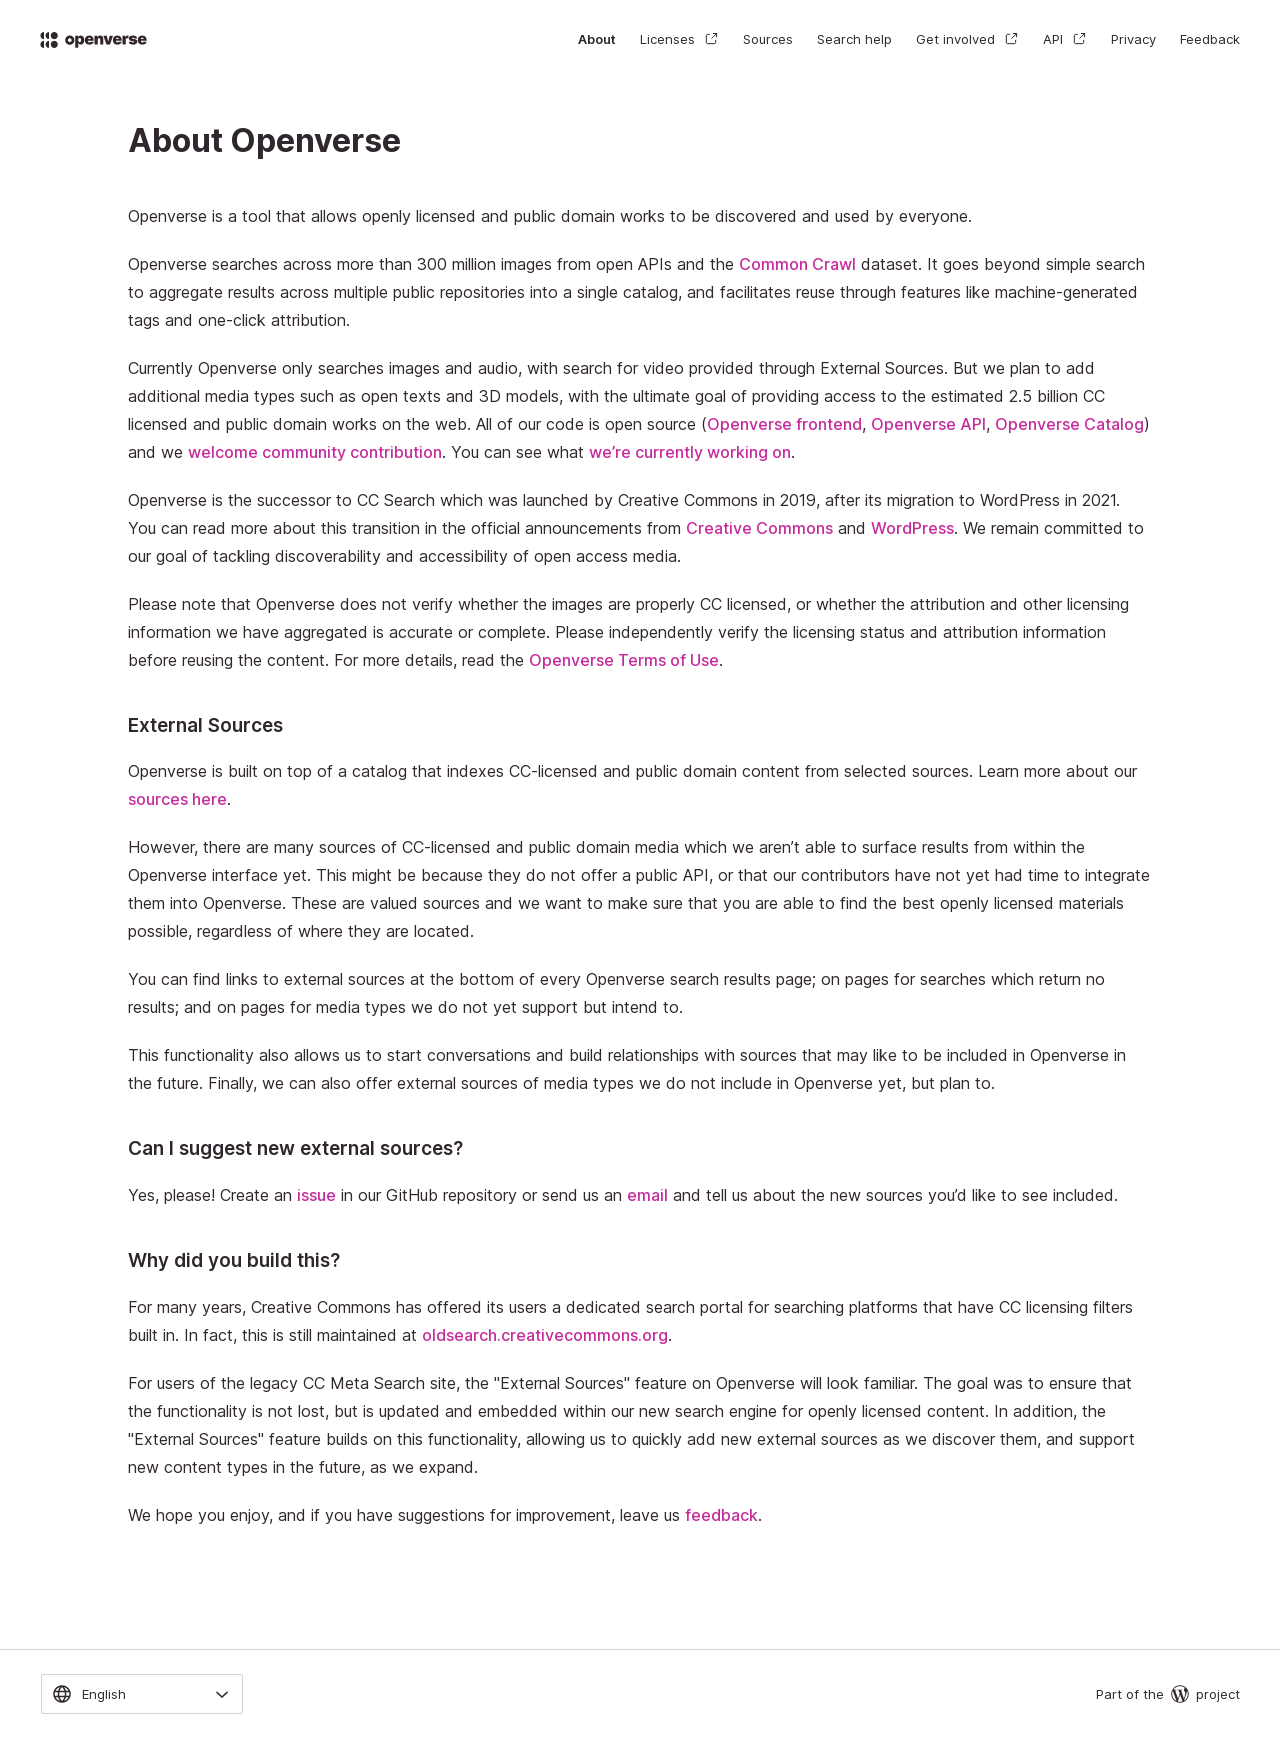 openverse
About Licenses Sources Search help Get involved API Privacy Feedback
About Openverse
Openverse is a tool that allows openly licensed and public domain works to be discovered and used by everyone.
Openverse searches across more than 300 million images from open APIs and the Common Crawl dataset. It goes beyond simple search
to aggregate results across multiple public repositories into a single catalog, and facilitates reuse through features like machine-generated
tags and one-click attribution.
Currently Openverse only searches images and audio, with search for video provided through External Sources. But we plan to add
additional media types such as open texts and 3D models, with the ultimate goal of providing access to the estimated 2.5 billion CC
licensed and public domain works on the web. All of our code is open source (Openverse frontend, Openverse API, Openverse Catalog)
and we welcome community contribution. You can see what we’re currently working on.
Openverse is the successor to CC Search which was launched by Creative Commons in 2019, after its migration to WordPress in 2021.
You can read more about this transition in the official announcements from Creative Commons and WordPress. We remain committed to
our goal of tackling discoverability and accessibility of open access media.
Please note that Openverse does not verify whether the images are properly CC licensed, or whether the attribution and other licensing
information we have aggregated is accurate or complete. Please independently verify the licensing status and attribution information
before reusing the content. For more details, read the Openverse Terms of Use.
External Sources
Openverse is built on top of a catalog that indexes CC-licensed and public domain content from selected sources. Learn more about our
sources here.
However, there are many sources of CC-licensed and public domain media which we aren’t able to surface results from within the
Openverse interface yet. This might be because they do not offer a public API, or that our contributors have not yet had time to integrate
them into Openverse. These are valued sources and we want to make sure that you are able to find the best openly licensed materials
possible, regardless of where they are located.
You can find links to external sources at the bottom of every Openverse search results page; on pages for searches which return no
results; and on pages for media types we do not yet support but intend to.
This functionality also allows us to start conversations and build relationships with sources that may like to be included in Openverse in
the future. Finally, we can also offer external sources of media types we do not include in Openverse yet, but plan to.
Can I suggest new external sources?
Yes, please! Create an issue in our GitHub repository or send us an email and tell us about the new sources you’d like to see included.
Why did you build this?
For many years, Creative Commons has offered its users a dedicated search portal for searching platforms that have CC licensing filters
built in. In fact, this is still maintained at oldsearch.creativecommons.org.
For users of the legacy CC Meta Search site, the "External Sources" feature on Openverse will look familiar. The goal was to ensure that
the functionality is not lost, but is updated and embedded within our new search engine for openly licensed content. In addition, the
"External Sources" feature builds on this functionality, allowing us to quickly add new external sources as we discover them, and support
new content types in the future, as we expand.
We hope you enjoy, and if you have suggestions for improvement, leave us feedback.
English
Part of the project